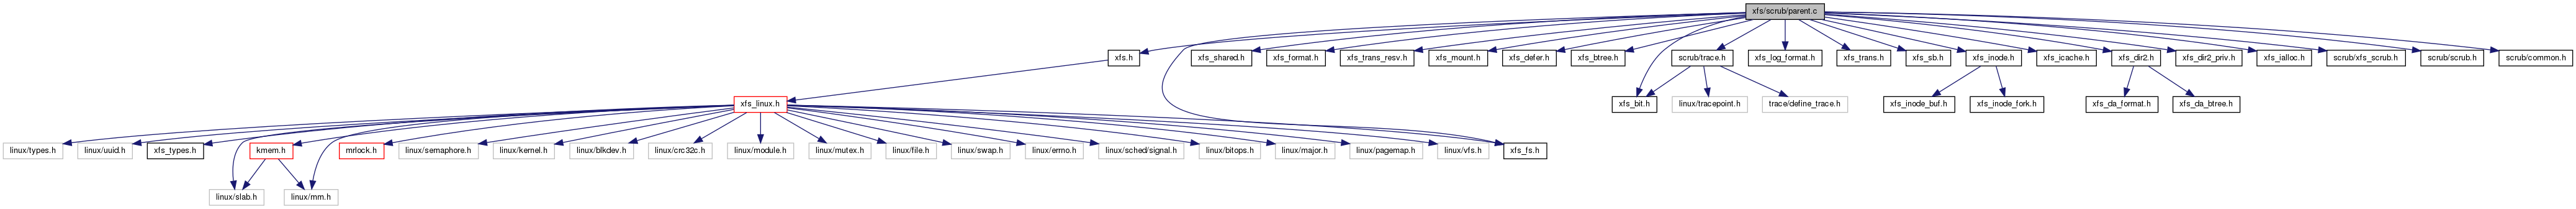 xfs/scrub/parent.c
xfs.h
xfs_shared.h
xfs_format.h
xfs_trans_resv.h
xfs_mount.h
xfs_defer.h
xfs_btree.h
scrub/trace.h
xfs_log_format.h
xfs_trans.h
xfs_sb.h
xfs_inode.h
xfs_icache.h
xfs_dir2.h
xfs_dir2_priv.h
xfs_ialloc.h
scrub/xfs_scrub.h
scrub/scrub.h
scrub/common.h
xfs_linux.h
xfs_bit.h
linux/tracepoint.h
trace/define_trace.h
xfs_inode_buf.h
xfs_inode_fork.h
xfs_da_format.h
xfs_da_btree.h
linux/types.h
linux/uuid.h
xfs_types.h
kmem.h
mrlock.h
linux/semaphore.h
linux/kernel.h
linux/blkdev.h
linux/crc32c.h
linux/module.h
linux/mutex.h
linux/file.h
linux/swap.h
linux/errno.h
linux/sched/signal.h
linux/bitops.h
linux/major.h
linux/pagemap.h
linux/vfs.h
xfs_fs.h
linux/slab.h
linux/mm.h